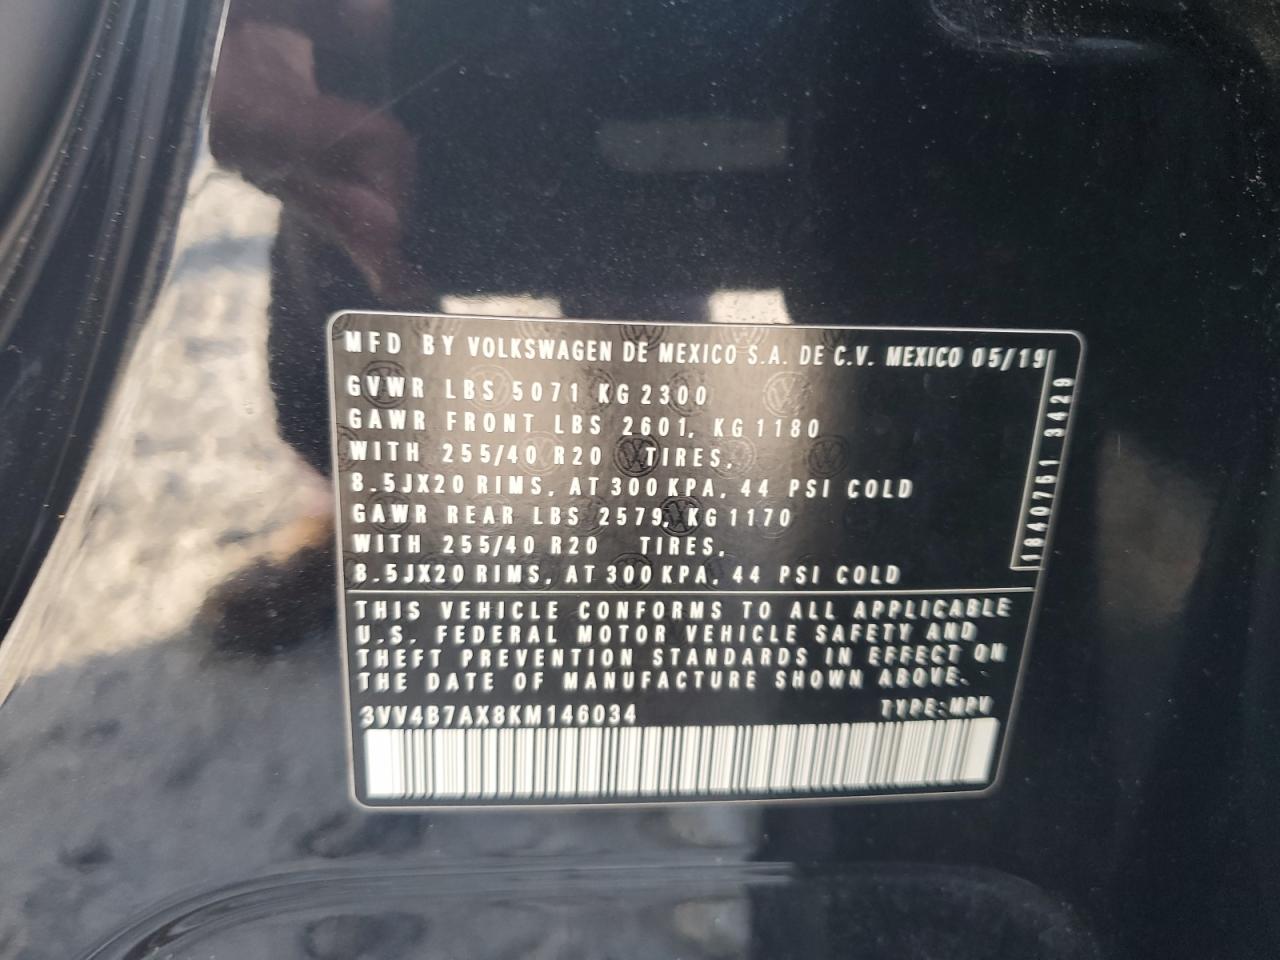 MFD BY VOLKSWAGEN DE MEXICO S.A. DE C.V. MEXICO 05/19
GVWR LBS 5071 KG 2300
GAWR FRONT LBS 2601, KG 1180
WITH 255/40 R20 TIRES,
8.5JX20 RIMS, AT 300 KPA, 44 PSI COLD
GAWR REAR LBS 2579, KG 1170
WITH 255/40 R20 TIRES,
8.5JX20 RIMS, AT 300 KPA, 44 PSI COLD
1840761 3429
THIS VEHICLE CONFORMS TO ALL APPLICABLE
U.S. FEDERAL MOTOR VEHICLE SAFETY AND
THEFT PREVENTION STANDARDS IN EFFECT ON
THE DATE OF MANUFACTURE SHOWN ABOVE.
3VV4B7AX8KM146034 TYPE:MPV